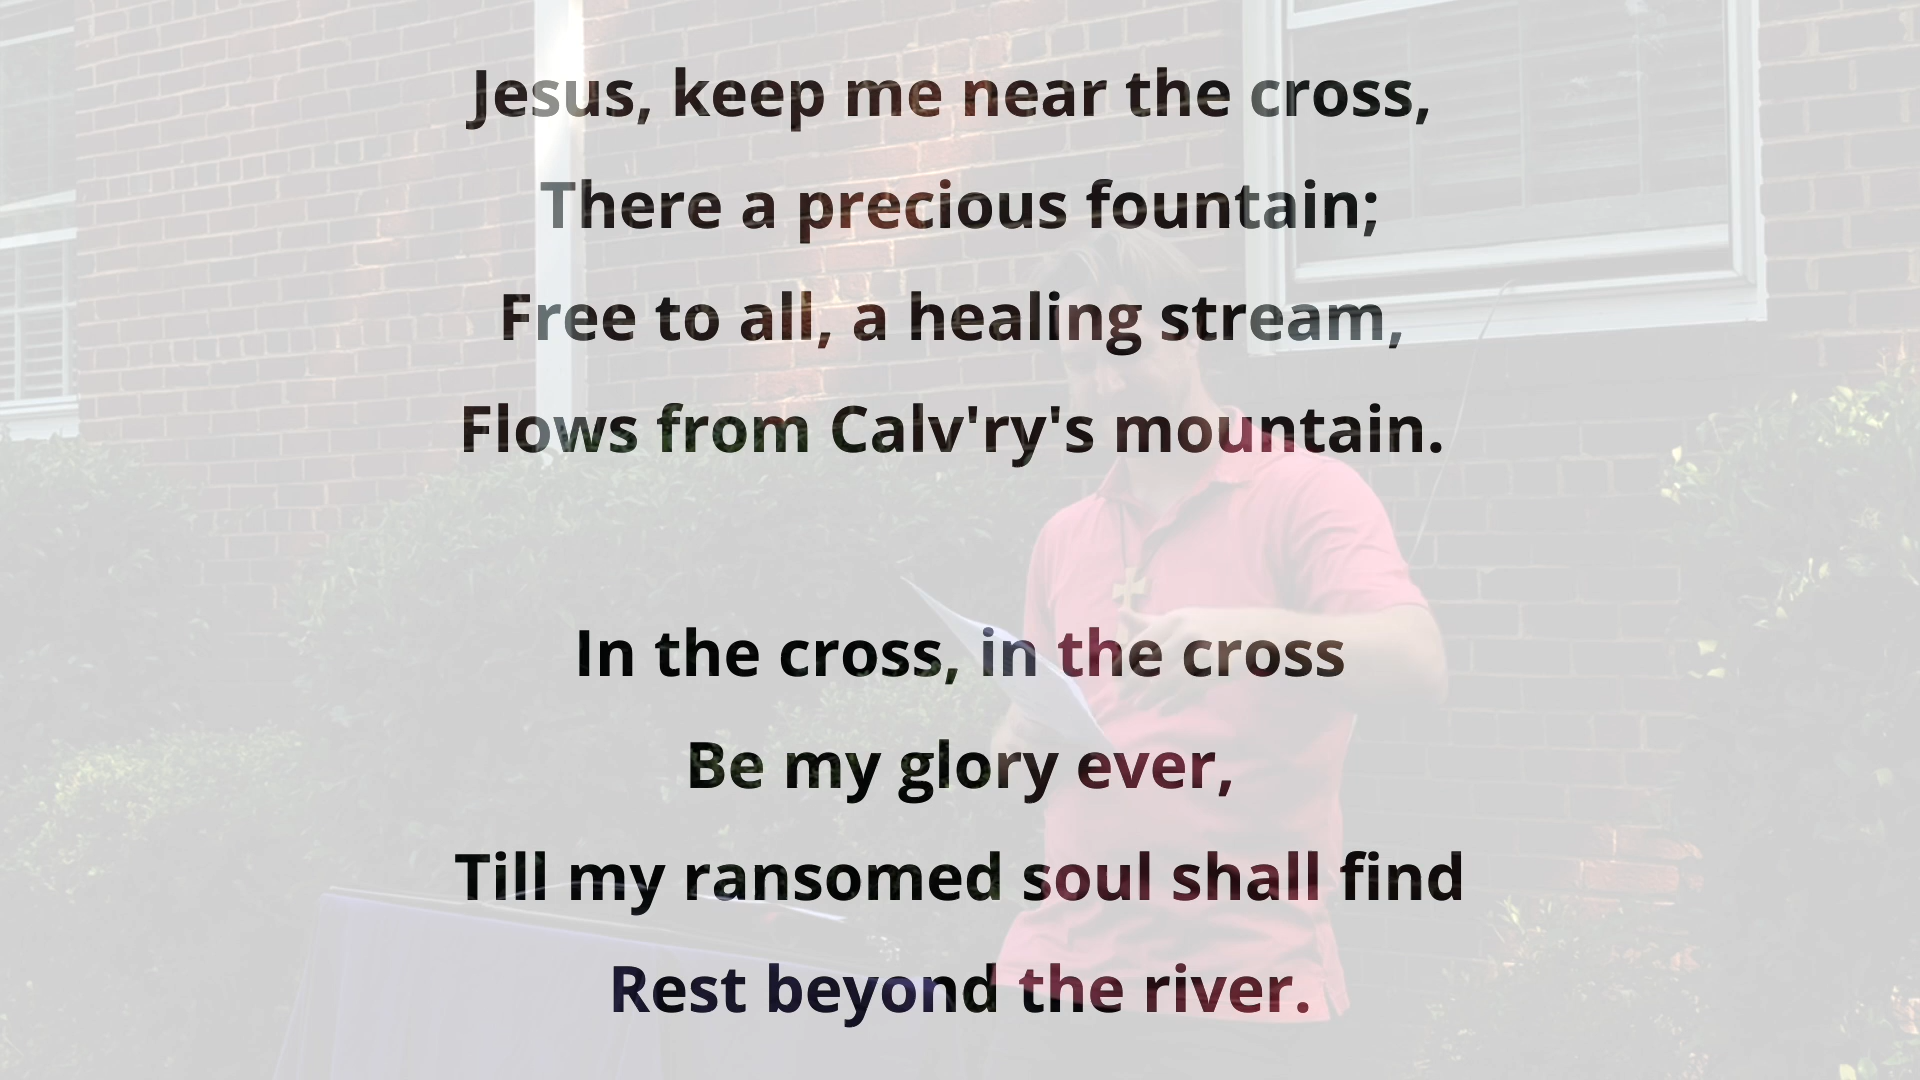 Jesus, keep me near the cross,
There a precious fountain;
Free to all, a healing stream,
Flows from Calv'ry's mountain.
In the cross, in the cross
Be my glory ever,
Till my ransomed soul shall find
Rest beyond the river.